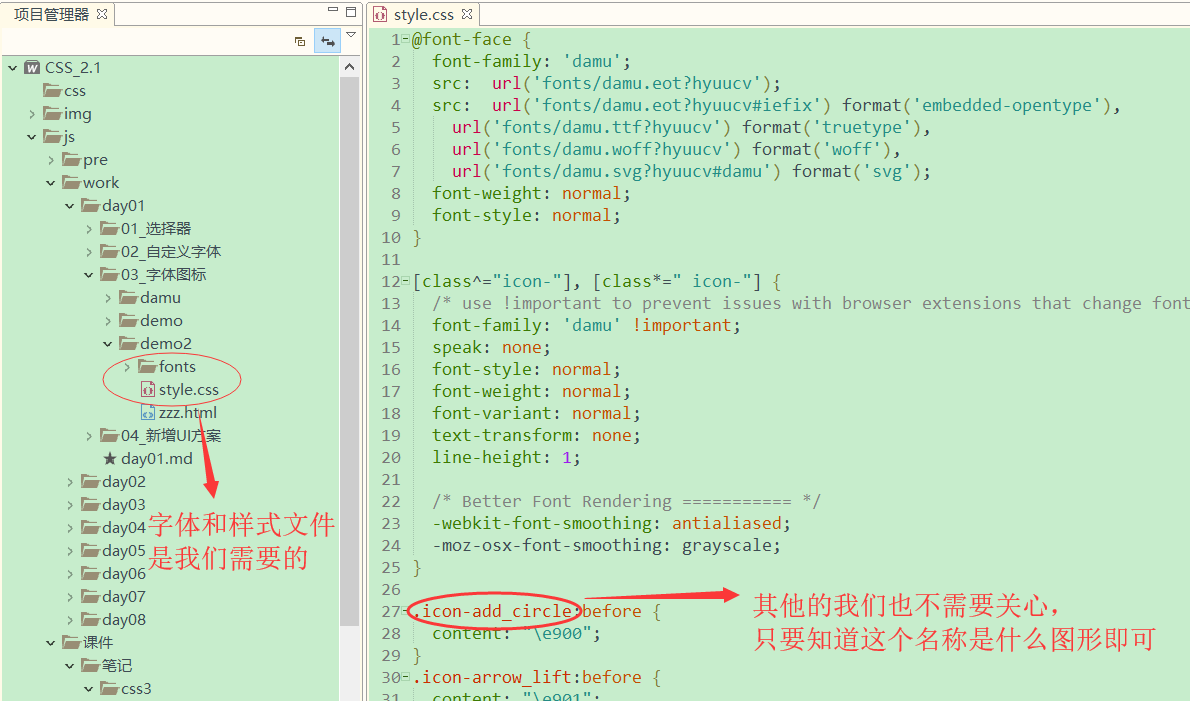 项目管理器
CSS_2.1
css
img
js
pre
work
day01
01_选择器
02_自定义字体
03_字体图标
damu
demo
demo2
fonts
style.css
zzz.html
04_新增UI方案
day01.md
day02
day03
day04
day05
day06
day07
day08
课件
笔记
css3
字体和样式文件
是我们需要的
style.css
1 @font-face {
2 font-family: 'damu';
3 src:  url('fonts/damu.eot?hyuucv');
4 src:  url('fonts/damu.eot?hyuucv#iefix') format('embedded-opentype'),
5 url('fonts/damu.ttf?hyuucv') format('truetype'),
6 url('fonts/damu.woff?hyuucv') format('woff'),
7 url('fonts/damu.svg?hyuucv#damu') format('svg');
8 font-weight: normal;
9 font-style: normal;
10 }
11
12 [class^="icon-"], [class*=" icon-"] {
13 /* use !important to prevent issues with browser extensions that change font
14 font-family: 'damu' !important;
15 speak: none;
16 font-style: normal;
17 font-weight: normal;
18 font-variant: normal;
19 text-transform: none;
20 line-height: 1;
21
22 /* Better Font Rendering =========== */
23 -webkit-font-smoothing: antialiased;
24 -moz-osx-font-smoothing: grayscale;
25 }
26
27 .icon-add_circle:before {
28 content: "\e900";
29 }
30 .icon-arrow_lift:before {
31 content: "\e901";
其他的我们也不需要关心，
只要知道这个名称是什么图形即可